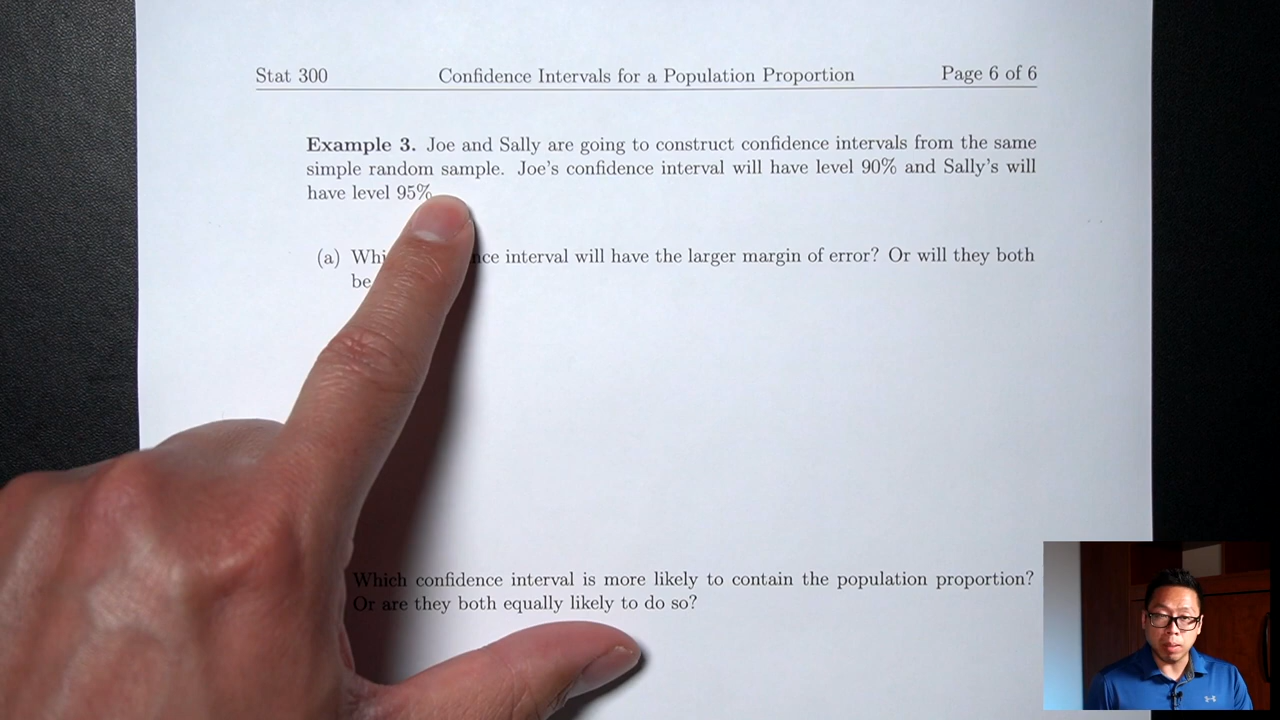 Stat 300 Confidence Intervals for a Population Proportion Page 6 of 6
Example 3. Joe and Sally are going to construct confidence intervals from the same
simple random sample. Joe's confidence interval will have level 90% and Sally's will
have level 95%
(a) Whi nce interval will have the larger margin of error? Or will they both
be
Which confidence interval is more likely to contain the population proportion?
Or are they both equally likely to do so?